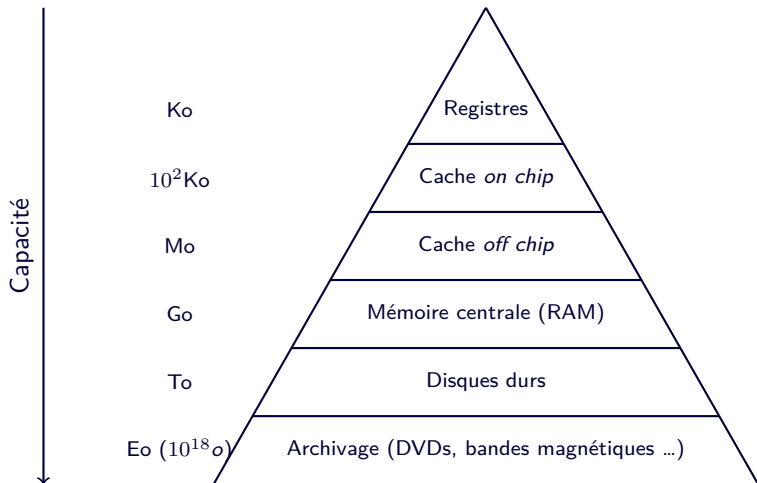 Capacité
Ko Registres
10²Ko Cache on chip
Mo Cache off chip
Go Mémoire centrale (RAM)
To Disques durs
Eo (10¹⁸o) Archivage (DVDs, bandes magnétiques ...)